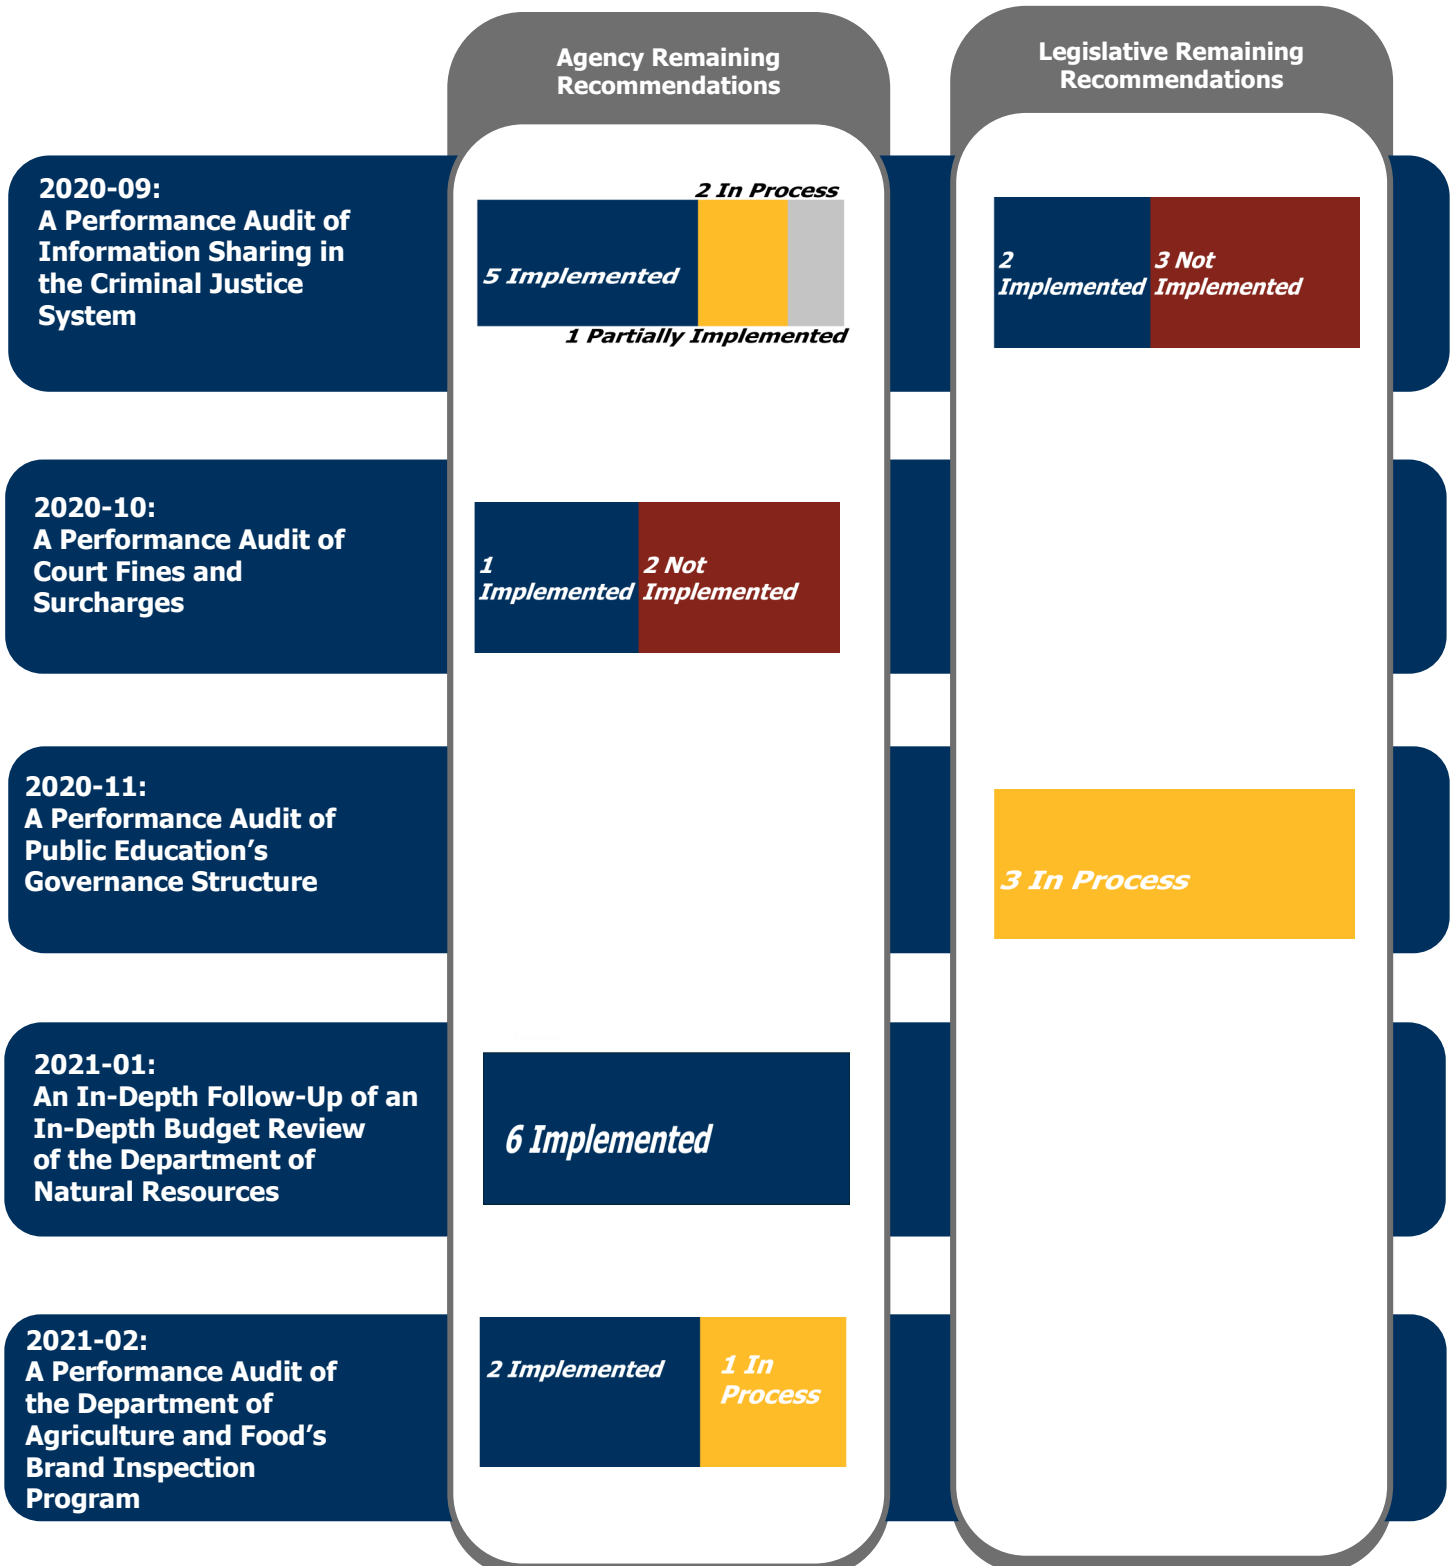 Agency Remaining
Recommendations
Legislative Remaining
Recommendations
2020-09:
A Performance Audit of
Information Sharing in
the Criminal Justice
System
2 In Process
5 Implemented
1 Partially Implemented
2
Implemented
3 Not
Implemented
2020-10:
A Performance Audit of
Court Fines and
Surcharges
1
Implemented
2 Not
Implemented
2020-11:
A Performance Audit of
Public Education’s
Governance Structure
3 In Process
2021-01:
An In-Depth Follow-Up of an
In-Depth Budget Review
of the Department of
Natural Resources
6 Implemented
2021-02:
A Performance Audit of
the Department of
Agriculture and Food’s
Brand Inspection
Program
2 Implemented
1 In
Process